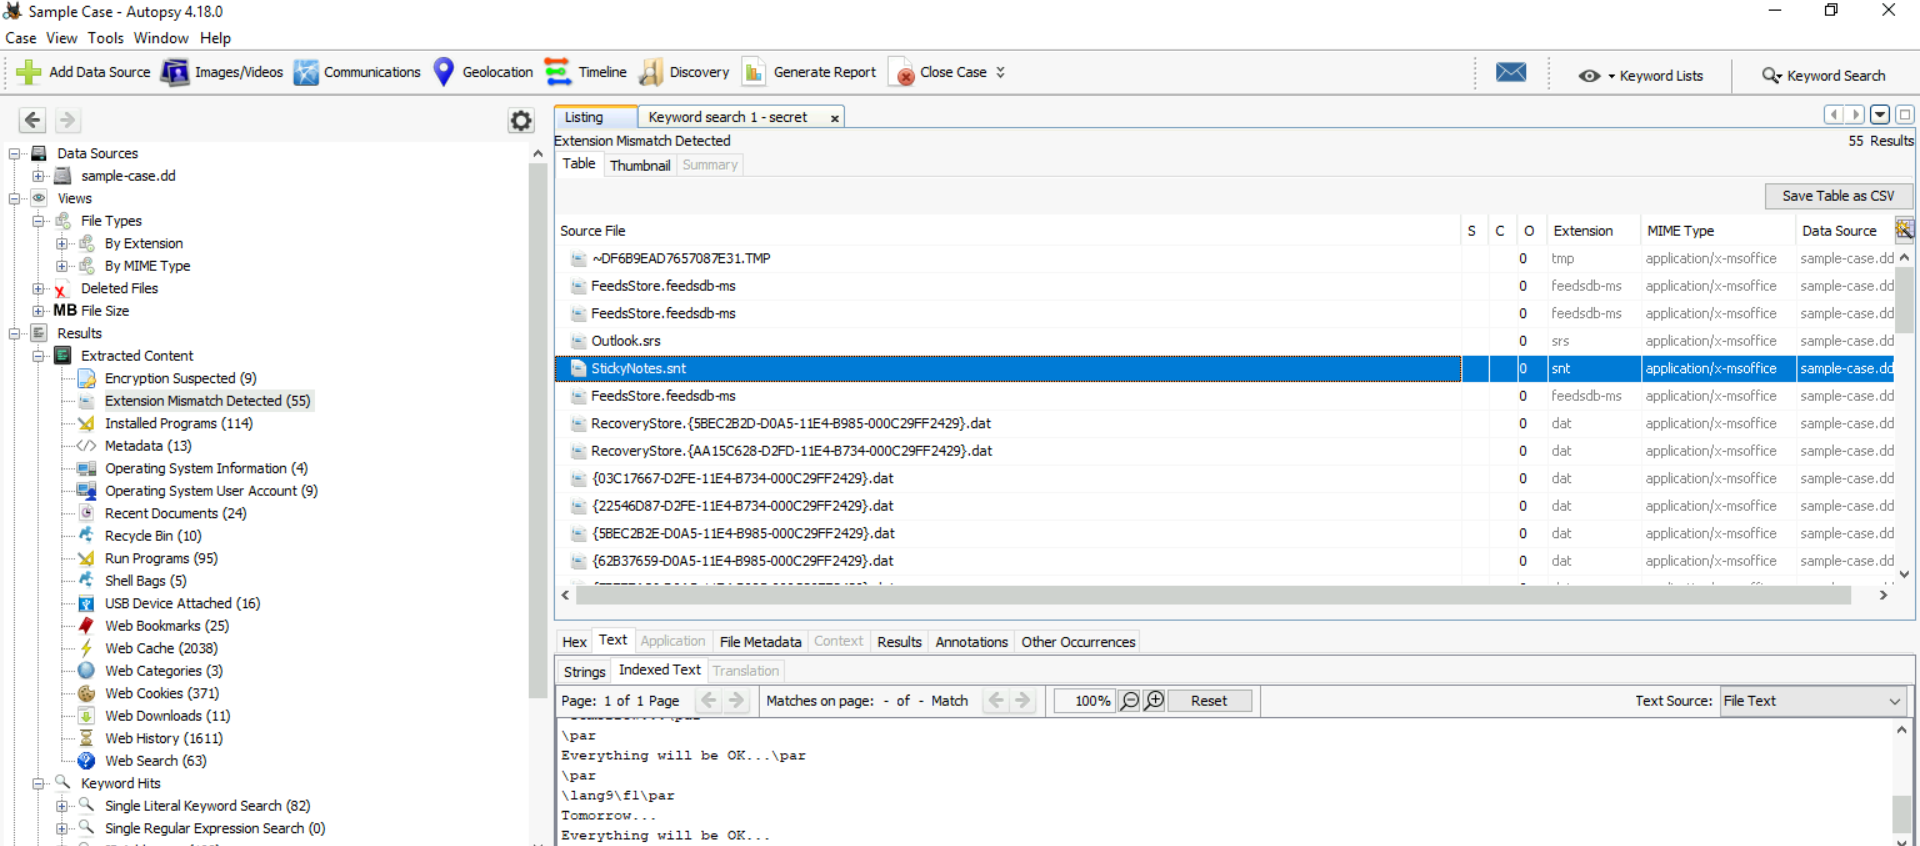 Sample Case - Autopsy 4.18.0
Case View Tools Window Help
Add Data Source Images/Videos Communications Geolocation Timeline Discovery Generate Report Close Case Keyword Lists Keyword Search
Data Sources
sample-case.dd
Views
File Types
By Extension
By MIME Type
Deleted Files
MB File Size
Results
Extracted Content
Encryption Suspected (9)
Extension Mismatch Detected (55)
Installed Programs (114)
Metadata (13)
Operating System Information (4)
Operating System User Account (9)
Recent Documents (24)
Recycle Bin (10)
Run Programs (95)
Shell Bags (5)
USB Device Attached (16)
Web Bookmarks (25)
Web Cache (2038)
Web Categories (3)
Web Cookies (371)
Web Downloads (11)
Web History (1611)
Web Search (63)
Keyword Hits
Single Literal Keyword Search (82)
Single Regular Expression Search (0)
Listing Keyword search 1 - secret x
Extension Mismatch Detected 55 Results
Table Thumbnail Summary
Save Table as CSV
Source File S C O Extension MIME Type Data Source
~DF6B9EAD7657087E31.TMP 0 tmp application/x-msoffice sample-case.dd
FeedsStore.feedsdb-ms 0 feedsdb-ms application/x-msoffice sample-case.dd
FeedsStore.feedsdb-ms 0 feedsdb-ms application/x-msoffice sample-case.dd
Outlook.srs 0 srs application/x-msoffice sample-case.dd
StickyNotes.snt 0 snt application/x-msoffice sample-case.dd
FeedsStore.feedsdb-ms 0 feedsdb-ms application/x-msoffice sample-case.dd
RecoveryStore.{5BEC2B2D-D0A5-11E4-B985-000C29FF2429}.dat 0 dat application/x-msoffice sample-case.dd
RecoveryStore.{AA15C628-D2FD-11E4-B734-000C29FF2429}.dat 0 dat application/x-msoffice sample-case.dd
{03C17667-D2FE-11E4-B734-000C29FF2429}.dat 0 dat application/x-msoffice sample-case.dd
{22546D87-D2FE-11E4-B734-000C29FF2429}.dat 0 dat application/x-msoffice sample-case.dd
{5BEC2B2E-D0A5-11E4-B985-000C29FF2429}.dat 0 dat application/x-msoffice sample-case.dd
{62B37659-D0A5-11E4-B985-000C29FF2429}.dat 0 dat application/x-msoffice sample-case.dd
Hex Text Application File Metadata Context Results Annotations Other Occurrences
Strings Indexed Text Translation
Page: 1 of 1 Page Matches on page: - of - Match 100% Reset Text Source: File Text
\par
Everything will be OK...\par
\par
\lang9\f1\par
Tomorrow...
Everything will be OK...